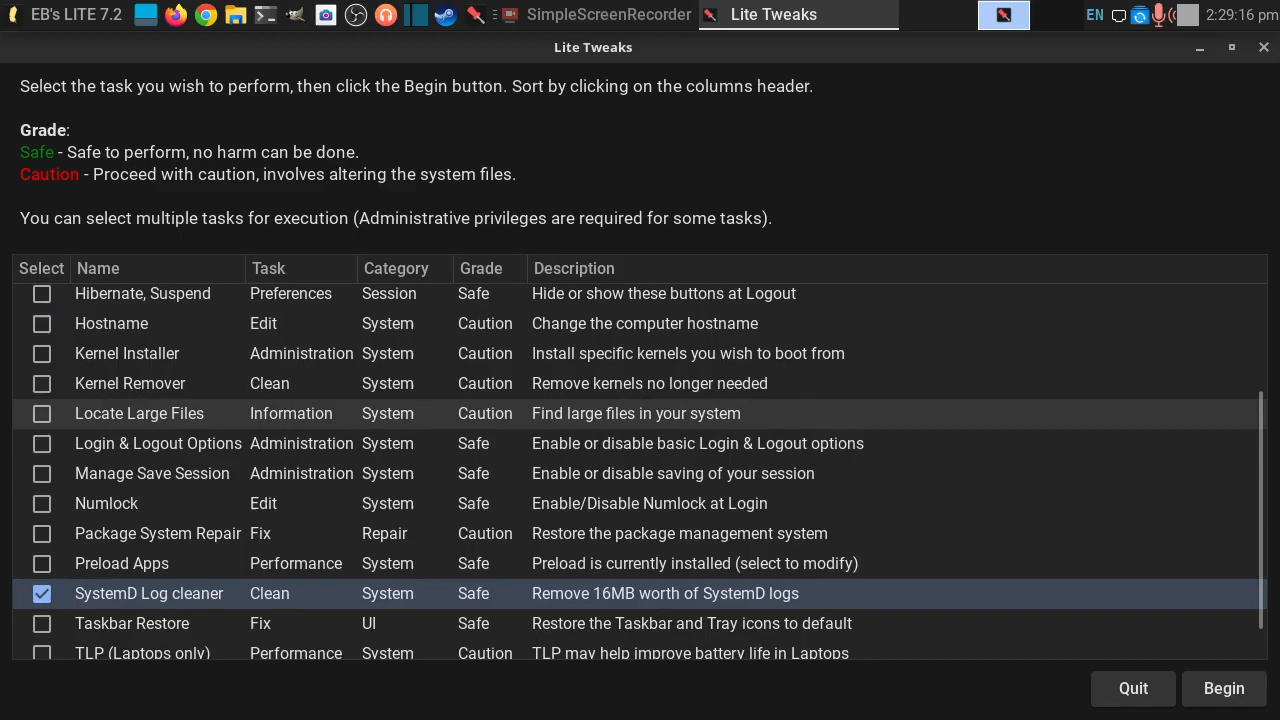 EB's LITE 7.2 SimpleScreenRecorder Lite Tweaks EN 2:29:16 pm
Lite Tweaks
Select the task you wish to perform, then click the Begin button. Sort by clicking on the columns header.
Grade:
Safe - Safe to perform, no harm can be done.
Caution - Proceed with caution, involves altering the system files.
You can select multiple tasks for execution (Administrative privileges are required for some tasks).
Select Name Task Category Grade Description
Hibernate, Suspend Preferences Session Safe Hide or show these buttons at Logout
Hostname Edit System Caution Change the computer hostname
Kernel Installer Administration System Caution Install specific kernels you wish to boot from
Kernel Remover Clean System Caution Remove kernels no longer needed
Locate Large Files Information System Caution Find large files in your system
Login & Logout Options Administration System Safe Enable or disable basic Login & Logout options
Manage Save Session Administration System Safe Enable or disable saving of your session
Numlock Edit System Safe Enable/Disable Numlock at Login
Package System Repair Fix Repair Caution Restore the package management system
Preload Apps Performance System Safe Preload is currently installed (select to modify)
SystemD Log cleaner Clean System Safe Remove 16MB worth of SystemD logs
Taskbar Restore Fix UI Safe Restore the Taskbar and Tray icons to default
TLP (Laptops only) Performance System Caution TLP may help improve battery life in Laptops
Quit Begin